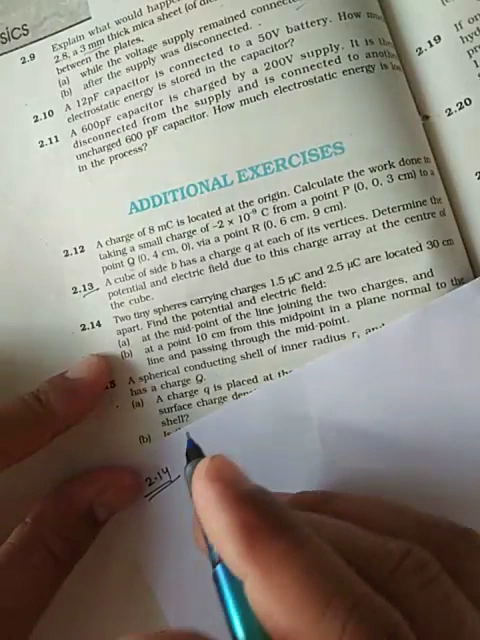 SICS
2.9 Explain what would happ
2.8, a 3 mm thick mica sheet (of
between the plates,
(a) while the voltage supply remained connec
(b) after the supply was disconnected.
2.10 A 12pF capacitor is connected to a 50V battery. How
electrostatic energy is stored in the capacitor?
2.11 A 600pF capacitor is charged by a 200V supply. It is the
disconnected from the supply and is connected to anoth
uncharged 600 pF capacitor. How much electrostatic energy is
in the process?
ADDITIONAL EXERCISES
2.12 A charge of 8 mC is located at the origin. Calculate the work done in
taking a small charge of –2 × 10⁻⁹ C from a point P (0, 0, 3 cm) to a
point Q (0, 4 cm, 0), via a point R (0, 6 cm, 9 cm).
2.13 A cube of side b has a charge q at each of its vertices. Determine the
potential and electric field due to this charge array at the centre of
the cube.
2.14 Two tiny spheres carrying charges 1.5 µC and 2.5 µC are located 30 cm
apart. Find the potential and electric field:
(a) at the mid-point of the line joining the two charges, and
(b) at a point 10 cm from this midpoint in a plane normal to the
line and passing through the mid-point.
A spherical conducting shell of inner radius r
has a charge Q.
(a) A charge q is placed at th
surface charge den
shell?
(b)
2.14
2.19 If on
hyd
2.20